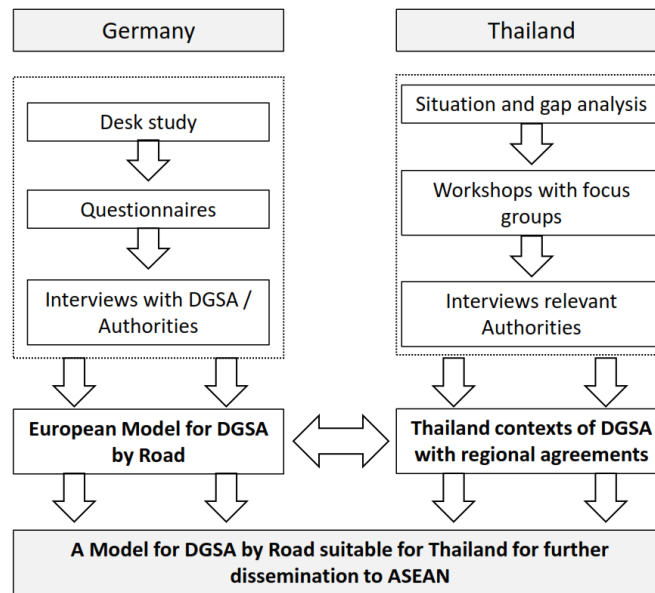 Germany
Thailand
Desk study
Questionnaires
Interviews with DGSA /
Authorities
Situation and gap analysis
Workshops with focus
groups
Interviews relevant
Authorities
European Model for DGSA
by Road
Thailand contexts of DGSA
with regional agreements
A Model for DGSA by Road suitable for Thailand for further
dissemination to ASEAN